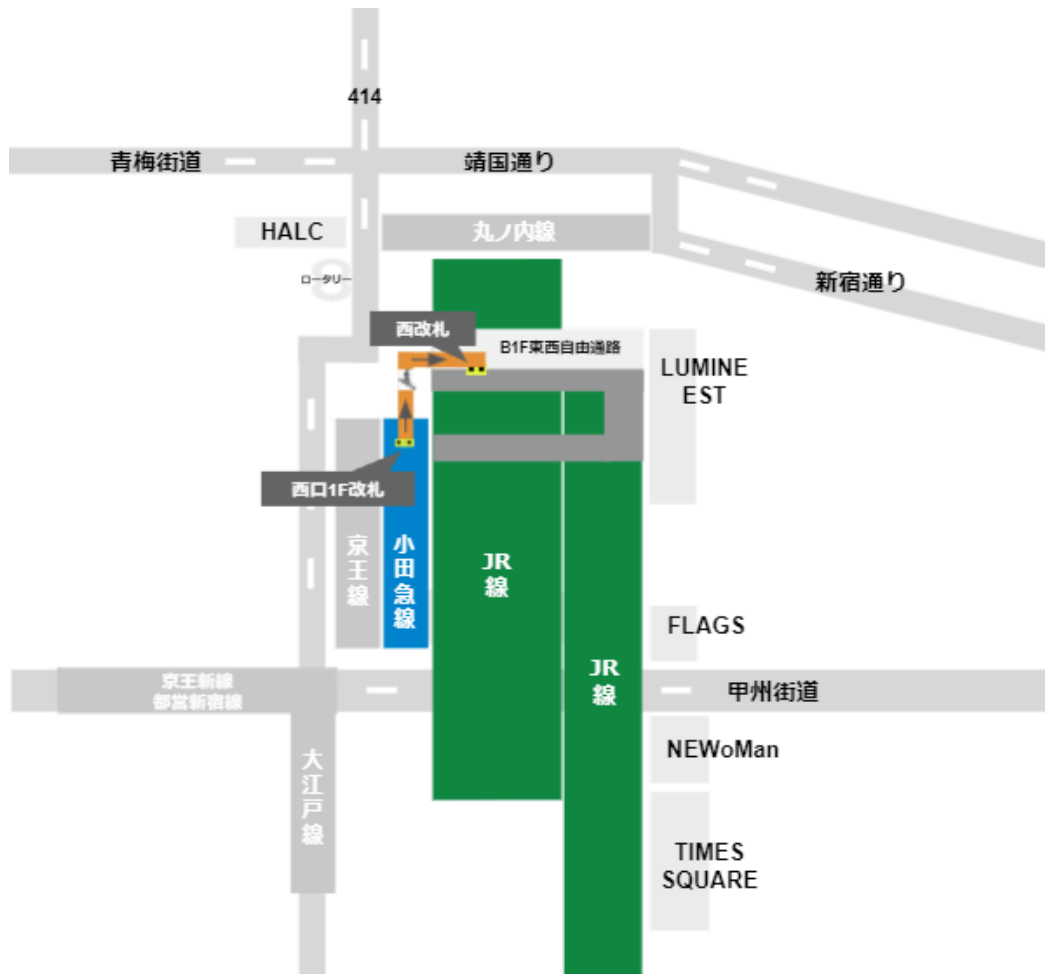 414
青梅街道
靖国通り
HALC
丸ノ内線
ロータリー
新宿通り
西改札
B1F東西自由通路
LUMINE
EST
西口1F改札
京王線
小田急線
JR
線
FLAGS
JR
線
京王新線
都営新宿線
甲州街道
NEWoMan
大江戸線
TIMES
SQUARE